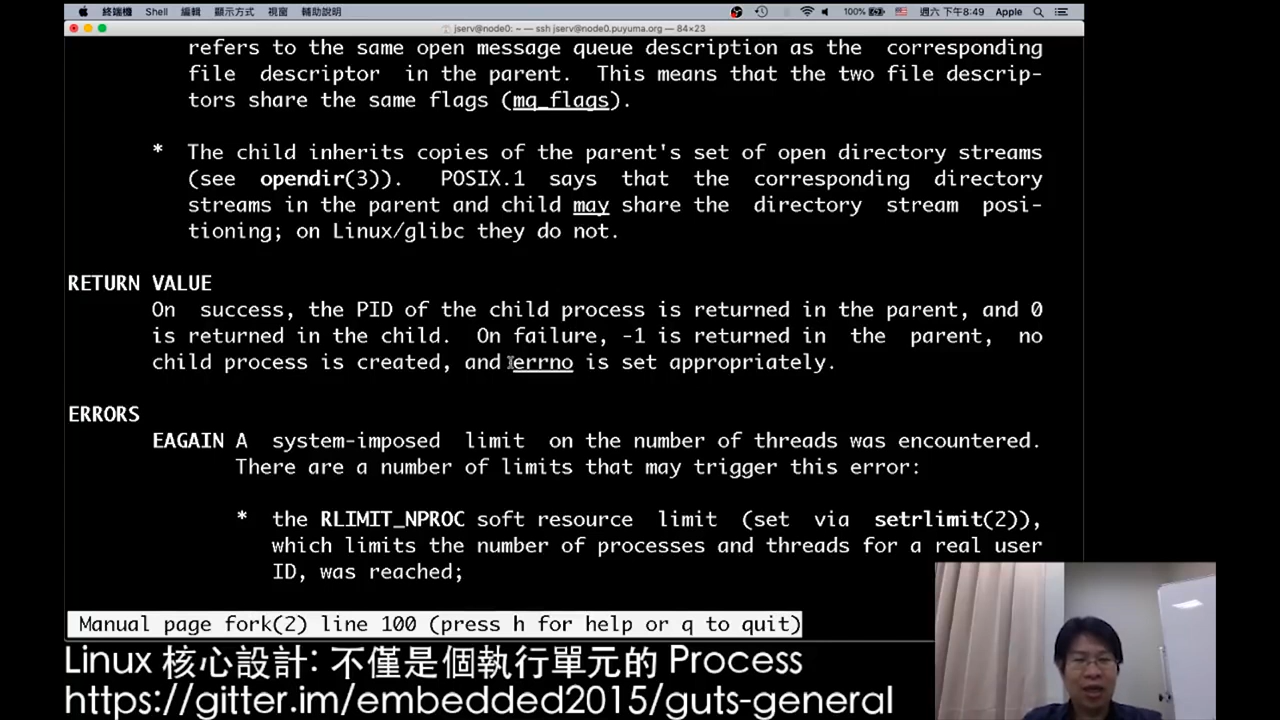 終端機 Shell 編輯 顯示方式 視窗 輔助說明 100% 週六 下午8:49 Apple
jserv@node0: ~ — ssh jserv@node0.puyuma.org — 84×23
refers to the same open message queue description as the corresponding
file descriptor in the parent. This means that the two file descrip-
tors share the same flags (mq_flags).
* The child inherits copies of the parent's set of open directory streams
(see opendir(3)). POSIX.1 says that the corresponding directory
streams in the parent and child may share the directory stream posi-
tioning; on Linux/glibc they do not.
RETURN VALUE
On success, the PID of the child process is returned in the parent, and 0
is returned in the child. On failure, -1 is returned in the parent, no
child process is created, and errno is set appropriately.
ERRORS
EAGAIN A system-imposed limit on the number of threads was encountered.
There are a number of limits that may trigger this error:
* the RLIMIT_NPROC soft resource limit (set via setrlimit(2)),
which limits the number of processes and threads for a real user
ID, was reached;
Manual page fork(2) line 100 (press h for help or q to quit)
Linux 核心設計: 不僅是個執行單元的 Process
https://gitter.im/embedded2015/guts-general